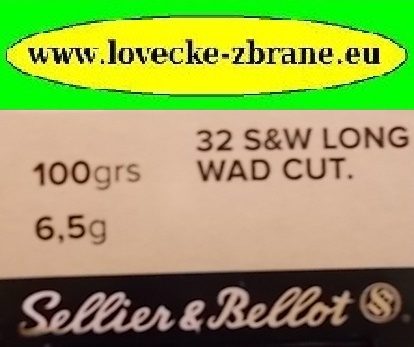 www.lovecke-zbrane.eu
32 S&W LONG
100grs WAD CUT.
6,5g
Sellier & Bellot S&B